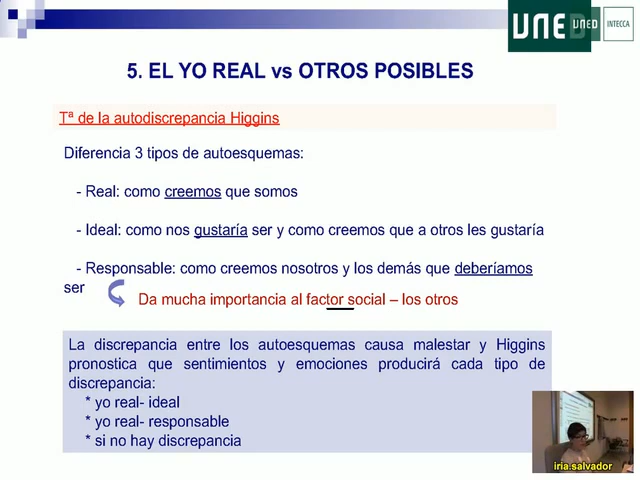 UNED
UNED
INTECCA
5. EL YO REAL vs OTROS POSIBLES
Tª de la autodiscrepancia Higgins
Diferencia 3 tipos de autoesquemas:
- Real: como creemos que somos
- Ideal: como nos gustaría ser y como creemos que a otros les gustaría
- Responsable: como creemos nosotros y los demás que deberíamos
ser
Da mucha importancia al factor social – los otros
La discrepancia entre los autoesquemas causa malestar y Higgins
pronostica que sentimientos y emociones producirá cada tipo de
discrepancia:
* yo real- ideal
* yo real- responsable
* si no hay discrepancia
iria.salvador